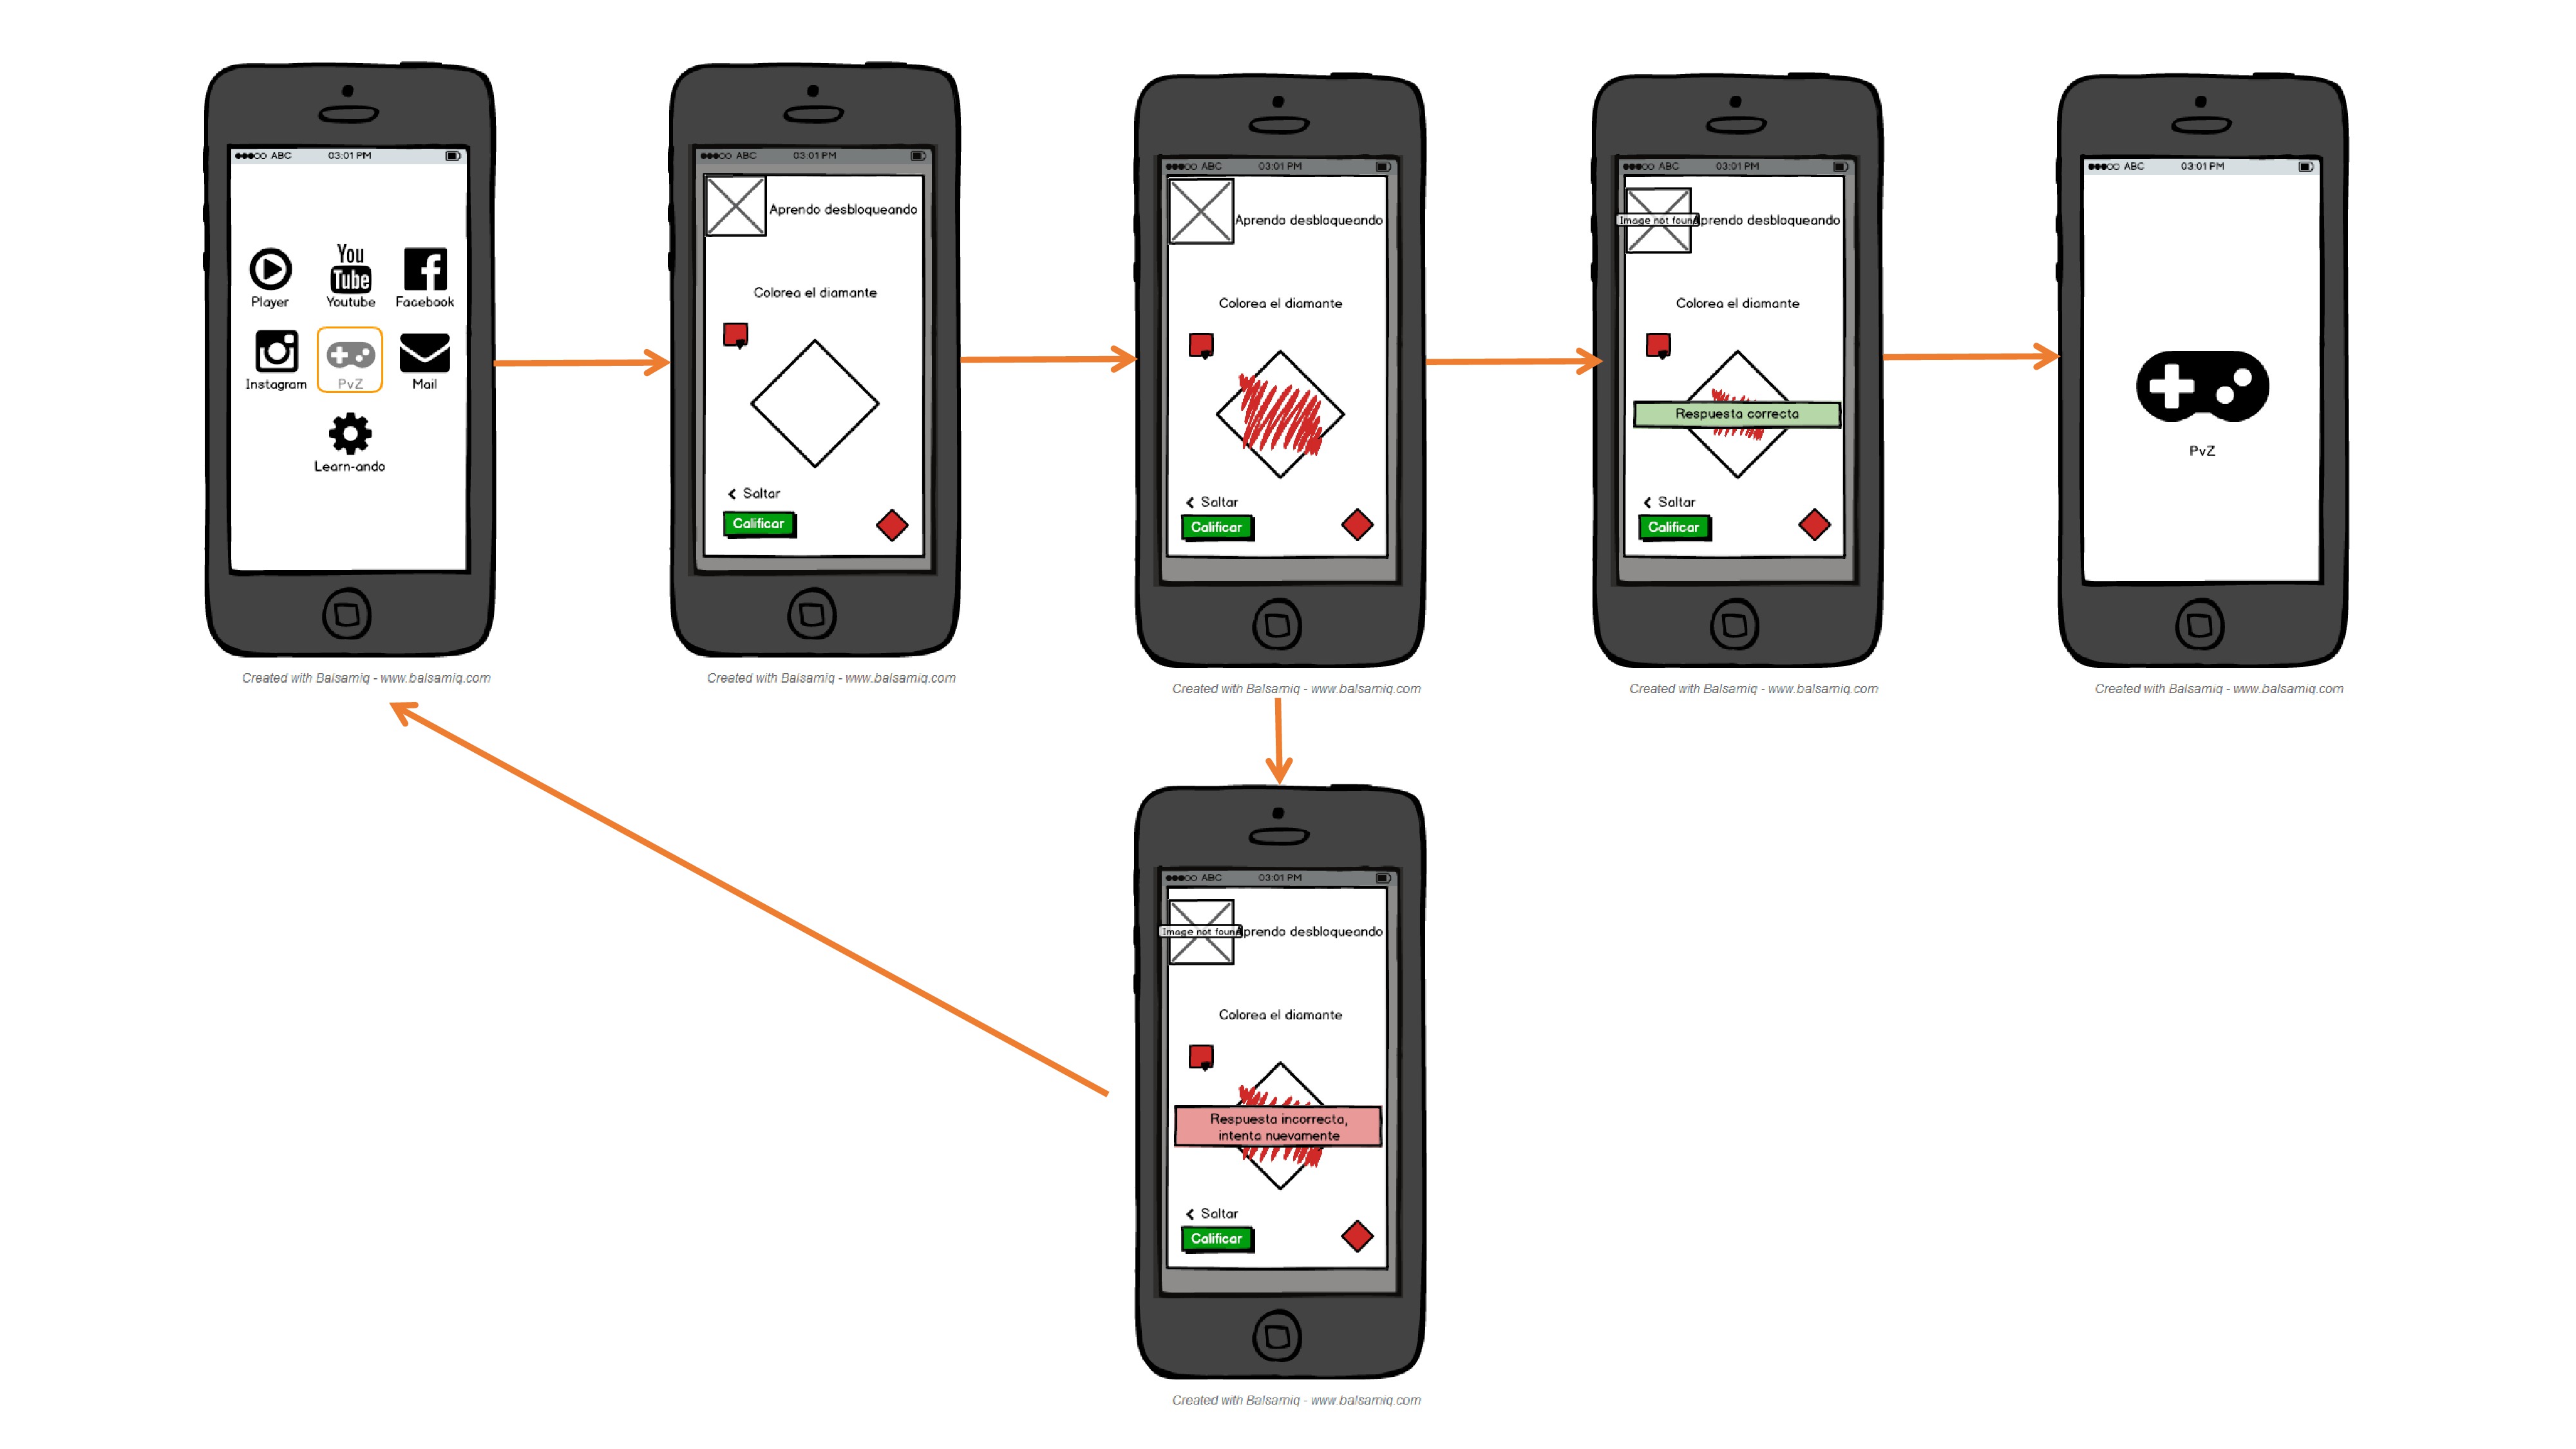 ●●●○○ ABC 03:01 PM
You
Tube
Player Youtube Facebook
Instagram PvZ Mail
Learn-ando
Created with Balsamiq - www.balsamiq.com
●●●○○ ABC 03:01 PM
Aprendo desbloqueando
Colorea el diamante
Saltar
Calificar
Created with Balsamiq - www.balsamiq.com
●●●○○ ABC 03:01 PM
Aprendo desbloqueando
Colorea el diamante
Saltar
Calificar
Created with Balsamiq - www.balsamiq.com
●●●○○ ABC 03:01 PM
Image not found prendo desbloqueando
Colorea el diamante
Respuesta correcta
Saltar
Calificar
Created with Balsamiq - www.balsamiq.com
●●●○○ ABC 03:01 PM
PvZ
Created with Balsamiq - www.balsamiq.com
●●●○○ ABC 03:01 PM
Image not found prendo desbloqueando
Colorea el diamante
Respuesta incorrecta,
intenta nuevamente
Saltar
Calificar
Created with Balsamiq - www.balsamiq.com